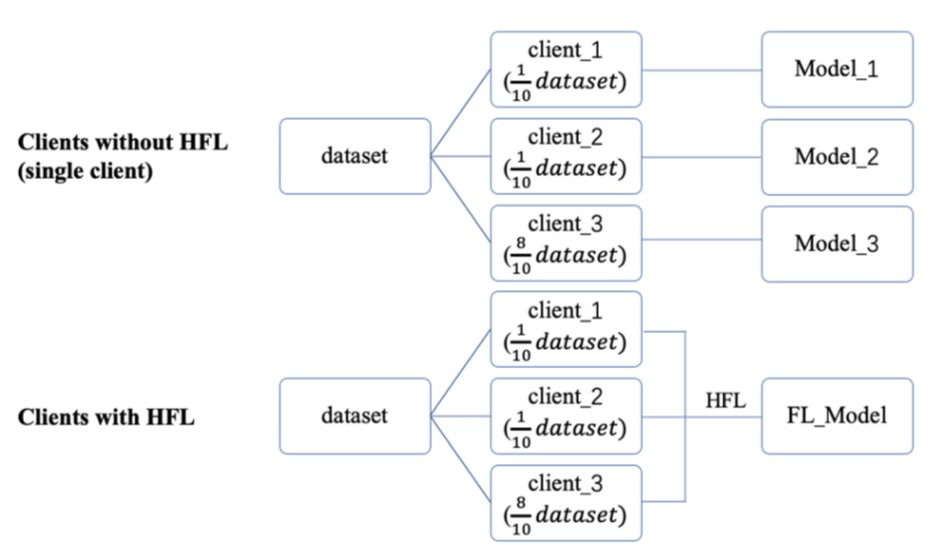 client_1
(1/10 dataset)
Model_1
Clients without HFL
(single client)
dataset
client_2
(1/10 dataset)
Model_2
client_3
(8/10 dataset)
Model_3
client_1
(1/10 dataset)
Clients with HFL
dataset
client_2
(1/10 dataset)
HFL
FL_Model
client_3
(8/10 dataset)